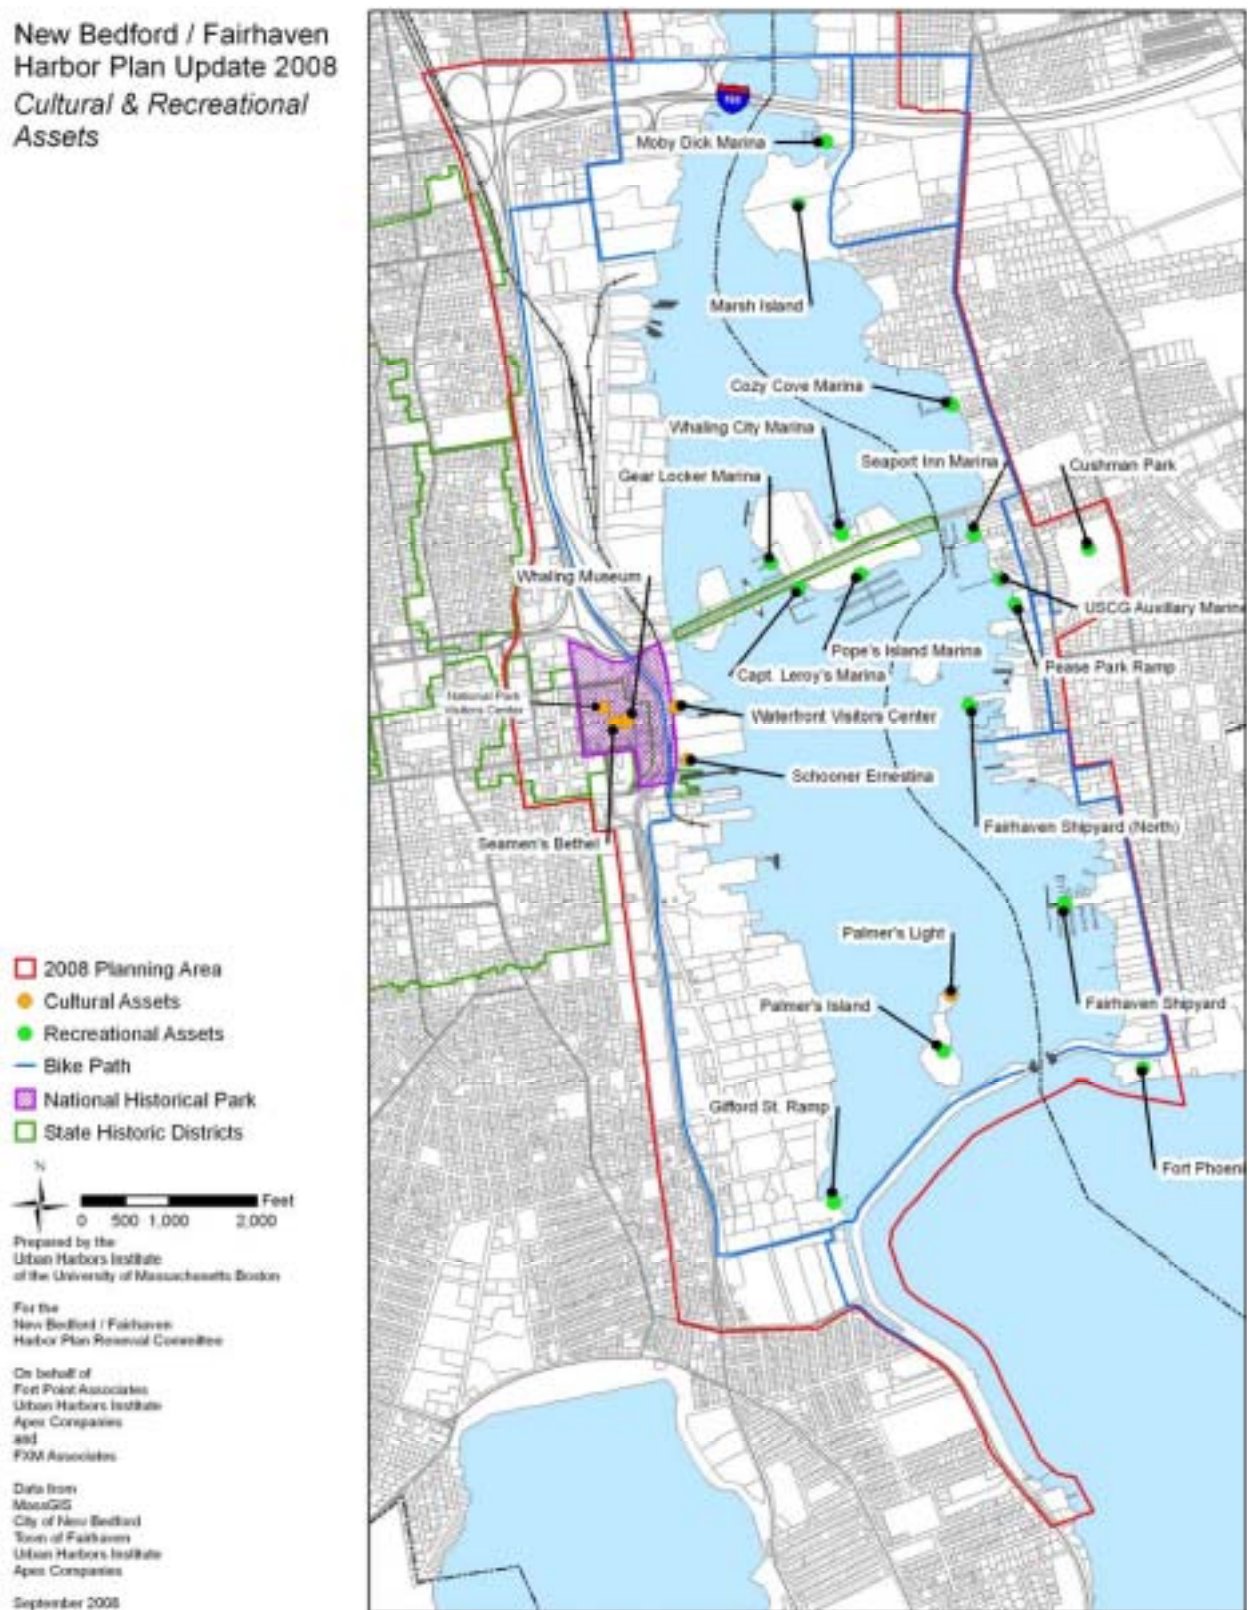 New Bedford / Fairhaven
Harbor Plan Update 2008
Cultural & Recreational
Assets
Moby Dick Marina
Marsh Island
Cozy Cove Marina
Whaling City Marina
Seaport Inn Marina
Cushman Park
Gear Locker Marina
Whaling Museum
USCG Auxillary Marine
Pope's Island Marina
Pease Park Ramp
Capt. Leroy's Marina
National Park
Visitors Center
Waterfront Visitors Center
Schooner Ernestina
Fairhaven Shipyard (North)
Seamen's Bethel
Palmer's Light
Palmer's Island
Fairhaven Shipyard
Gifford St. Ramp
Fort Phoeni
2008 Planning Area
Cultural Assets
Recreational Assets
Bike Path
National Historical Park
State Historic Districts
N
Feet
0 500 1,000 2,000
Prepared by the
Urban Harbors Institute
of the University of Massachusetts Boston
For the
New Bedford / Fairhaven
Harbor Plan Renewal Committee
On behalf of
Fort Point Associates
Urban Harbors Institute
Apex Companies
and
FXM Associates
Data from
MassGIS
City of New Bedford
Town of Fairhaven
Urban Harbors Institute
Apex Companies
September 2008